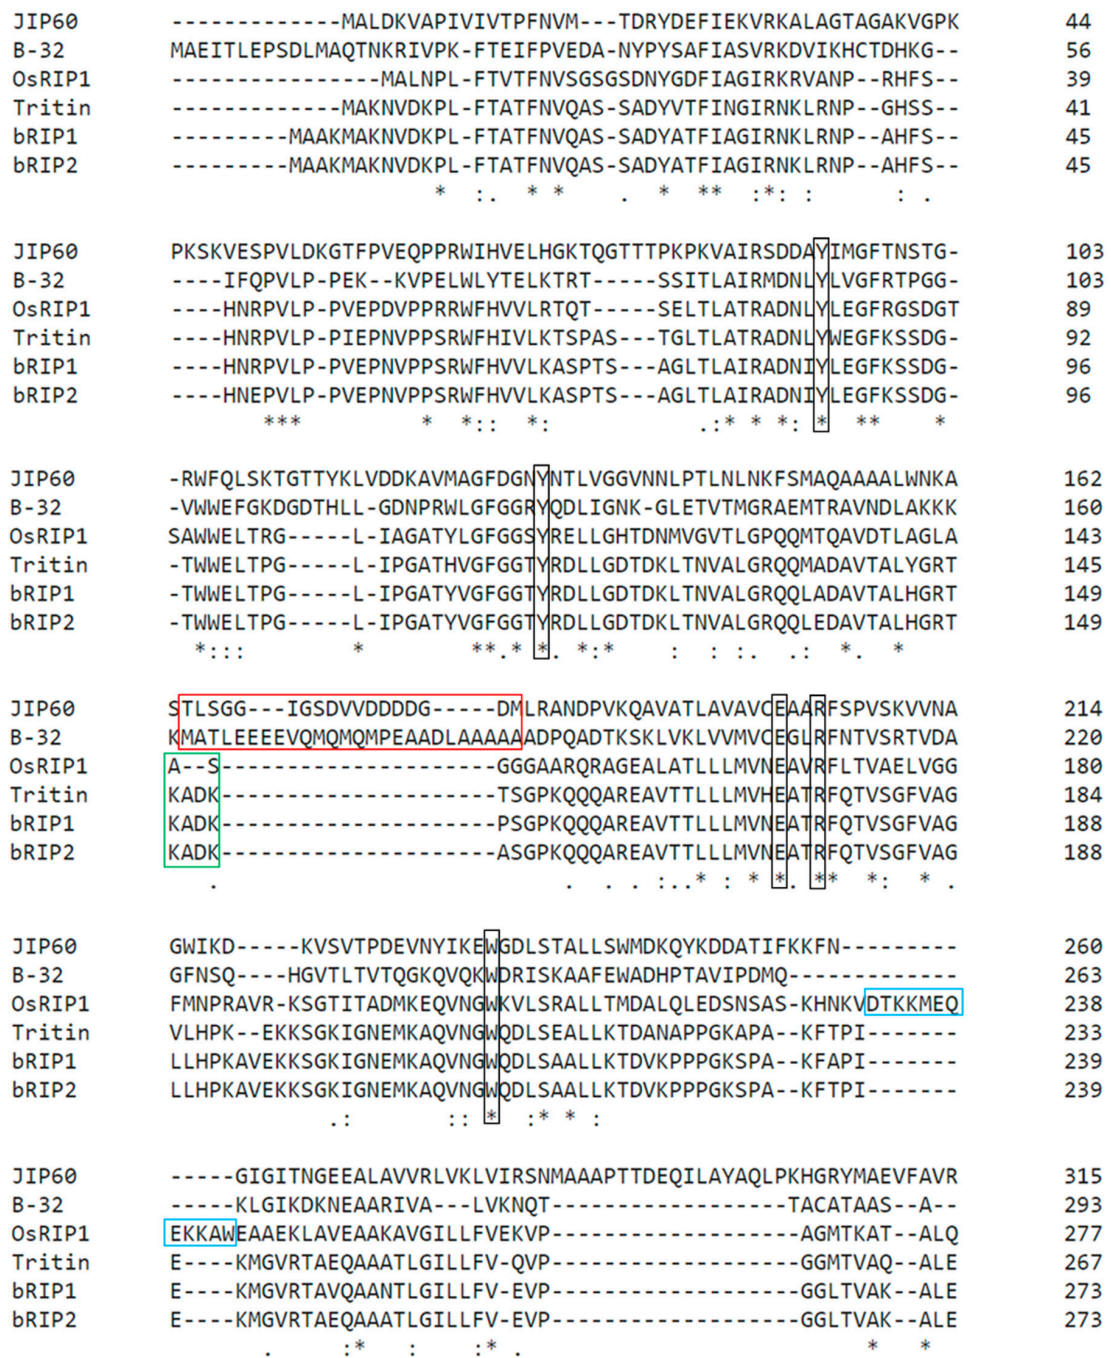 JIP60 -------------MALDKVAPIVIVTPFNVM---TDRYDEFIEKVRKALAGTAGAKVGPK 44
B-32 MAEITLEPSDLMAQTNKRIVPK-FTEIFPVEDA-NYPYSAFIASVRKDVIKHCTDHKG-- 56
OsRIP1 ----------------MALNPL-FTVTFNVSGSGSDNYGDFIAGIRKRVANP--RHFS-- 39
Tritin -------------MAKNVDKPL-FTATFNVQASS-SADYVTFINGIRNKLRNP--GHSS-- 41
bRIP1 ---------MAAKMAKNVDKPL-FTATFNVQASS-SADYATFIAGIRNKLRNP--AHFS-- 45
bRIP2 ---------MAAKMAKNVDKPL-FTATFNVQASS-SADYATFIAGIRNKLRNP--AHFS-- 45
* :. * * . * ** :*: : : .
JIP60 PKSKVESPVLDKGTFPVEQPPRWIHVELHGKTQGTTTPKPKVAIRSDDAYIMGFTNSTG- 103
B-32 ----IFQPVLP-PEK--KVPELWLYTELKTRT-----SSITLAIRMDNLYLVGFRTPGG- 103
OsRIP1 ----HNRPVLP-PVEPDVPPRRWFHVVLRTQT-----SELTLATRADNLYLEGFRGSDGT 89
Tritin ----HNRPVLP-PIEPNVPPSRWFHIVLKTSPAS---TGLTLATRADNLYWEGFKSSDG- 92
bRIP1 ----HNRPVLP-PVEPNVPPSRWFHVVLKASPTS---AGLTLAIRADNIYLEGFKSSDG- 96
bRIP2 ----HNEPVLP-PVEPNVPPSRWFHVVLKASPTS---AGLTLAIRADNIYLEGFKSSDG- 96
*** * *:: *: .:* * *: * ** *
JIP60 -RWFQLSKTGTTYKLVDDKAVMAGFDGNYNTLVGGVNNLPTLNLNKFSMAQAAAALWNKA 162
B-32 -VWWEFGKDGDTHLL-GDNPRWLGFGGRYQDLIGNK-GLETVTMGRAEMTRAVNDLAKKK 160
OsRIP1 SAWWELTRG-----L-IAGATYLGFGGSYRELLGHTDNMVGVTLGPQQMTQAVDTLAGLA 143
Tritin -TWWELTPG-----L-IPGATHVGFGGTYRDLLGDTDKLTNVALGRQQMADAVTALYGRT 145
bRIP1 -TWWELTPG-----L-IPGATYVGFGGTYRDLLGDTDKLTNVALGRQQLADAVTALHGRT 149
bRIP2 -TWWELTPG-----L-IPGATYVGFGGTYRDLLGDTDKLTNVALGRQQLEDAVTALHGRT 149
*::: * **.* *. *:* : : :. .: *. *
JIP60 STLSGG---IGSDVVDDDDG-----DMLRANDPVKQAVATLAVAVCEAARFSPVSKVVNA 214
B-32 KMATLEEEEVQMQMQMPEAADLAAAAAADPQADTKSKLVKLVVMVCEGLRFNTVSRTVDA 220
OsRIP1 A--S---------------------GGGAARQRAGEALATLLLMVNEAVRFLTVAELVGG 180
Tritin KADK---------------------TSGPKQQQAREAVTTLLLMVHEATRFQTVSGFVAG 184
bRIP1 KADK---------------------PSGPKQQQAREAVTTLLLMVNEATRFQTVSGFVAG 188
bRIP2 KADK---------------------ASGPKQQQAREAVTTLLLMVNEATRFQTVSGFVAG 188
. . . . :..* : * *. ** *: * .
JIP60 GWIKD-----KVSVTPDEVNYIKEWGDLSTALLSWMDKQYKDDATIFKKFN--------- 260
B-32 GFNSQ----HGVTLTVTQGKQVQKWDRISKAAFEWADHPTAVIPDMQ------------- 263
OsRIP1 FMNPRAVR-KSGTITADMKEQVNGWKVLSRALLTMDALQLEDSNSAS-KHNKVDTKKMEQ 238
Tritin VLHPK--EKKSGKIGNEMKAQVNGWQDLSEALLKTDANAPPGKAPA--KFTPI------- 233
bRIP1 LLHPKAVEKKSGKIGNEMKAQVNGWQDLSAALLKTDVKPPPGKSPA--KFAPI------- 239
bRIP2 LLHPKAVEKKSGKIGNEMKAQVNGWQDLSAALLKTDVKPPPGKSPA--KFTPI------- 239
.: :: * :* * :
JIP60 -----GIGITNGEEALAVVRLVKLVIRSNMAAAPTTDEQILAYAQLPKHGRYMAEVFAVR 315
B-32 -----KLGIKDKNEAARIVA---LVKNQT------------------TACATAAS--A-- 293
OsRIP1 EKKAWEAAEKLAVEAAKAVGILLFVEKVP------------------AGMTKAT--ALQ 277
Tritin E----KMGVRTAEQAAATLGILLFV-QVP------------------GGMTVAQ--ALE 267
bRIP1 E----KMGVRTAVQAANTLGILLFV-EVP------------------GGLTVAK--ALE 273
bRIP2 E----KMGVRTAEQAAATLGILLFV-EVP------------------GGLTVAK--ALE 273
. :* : :* . * *